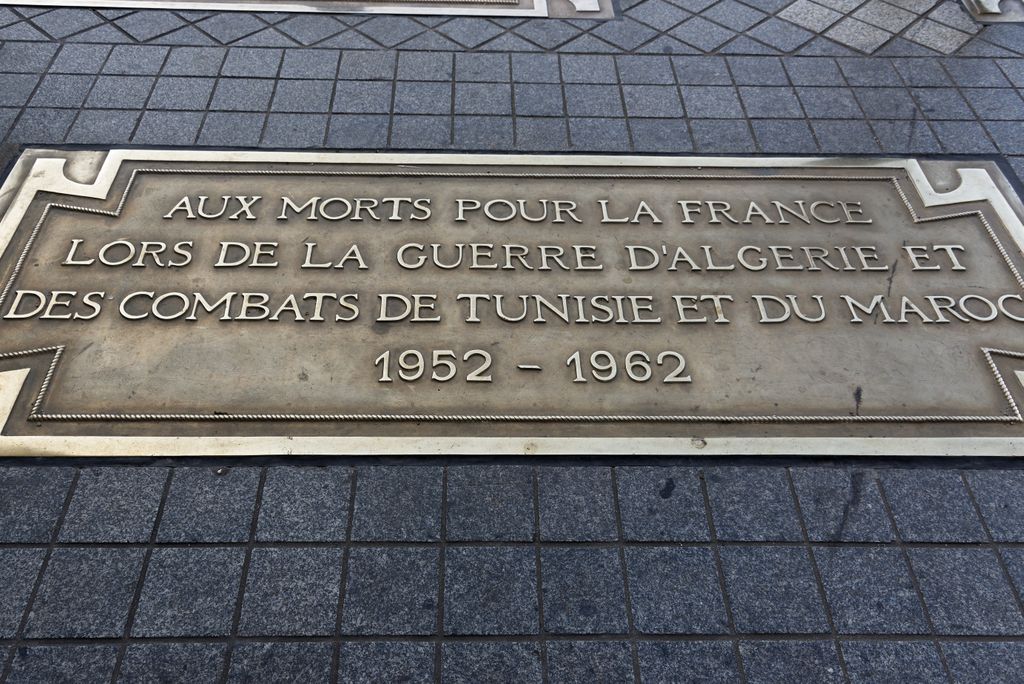 AUX MORTS POUR LA FRANCE
LORS DE LA GUERRE D'ALGERIE ET
DES COMBATS DE TUNISIE ET DU MAROC
1952 - 1962